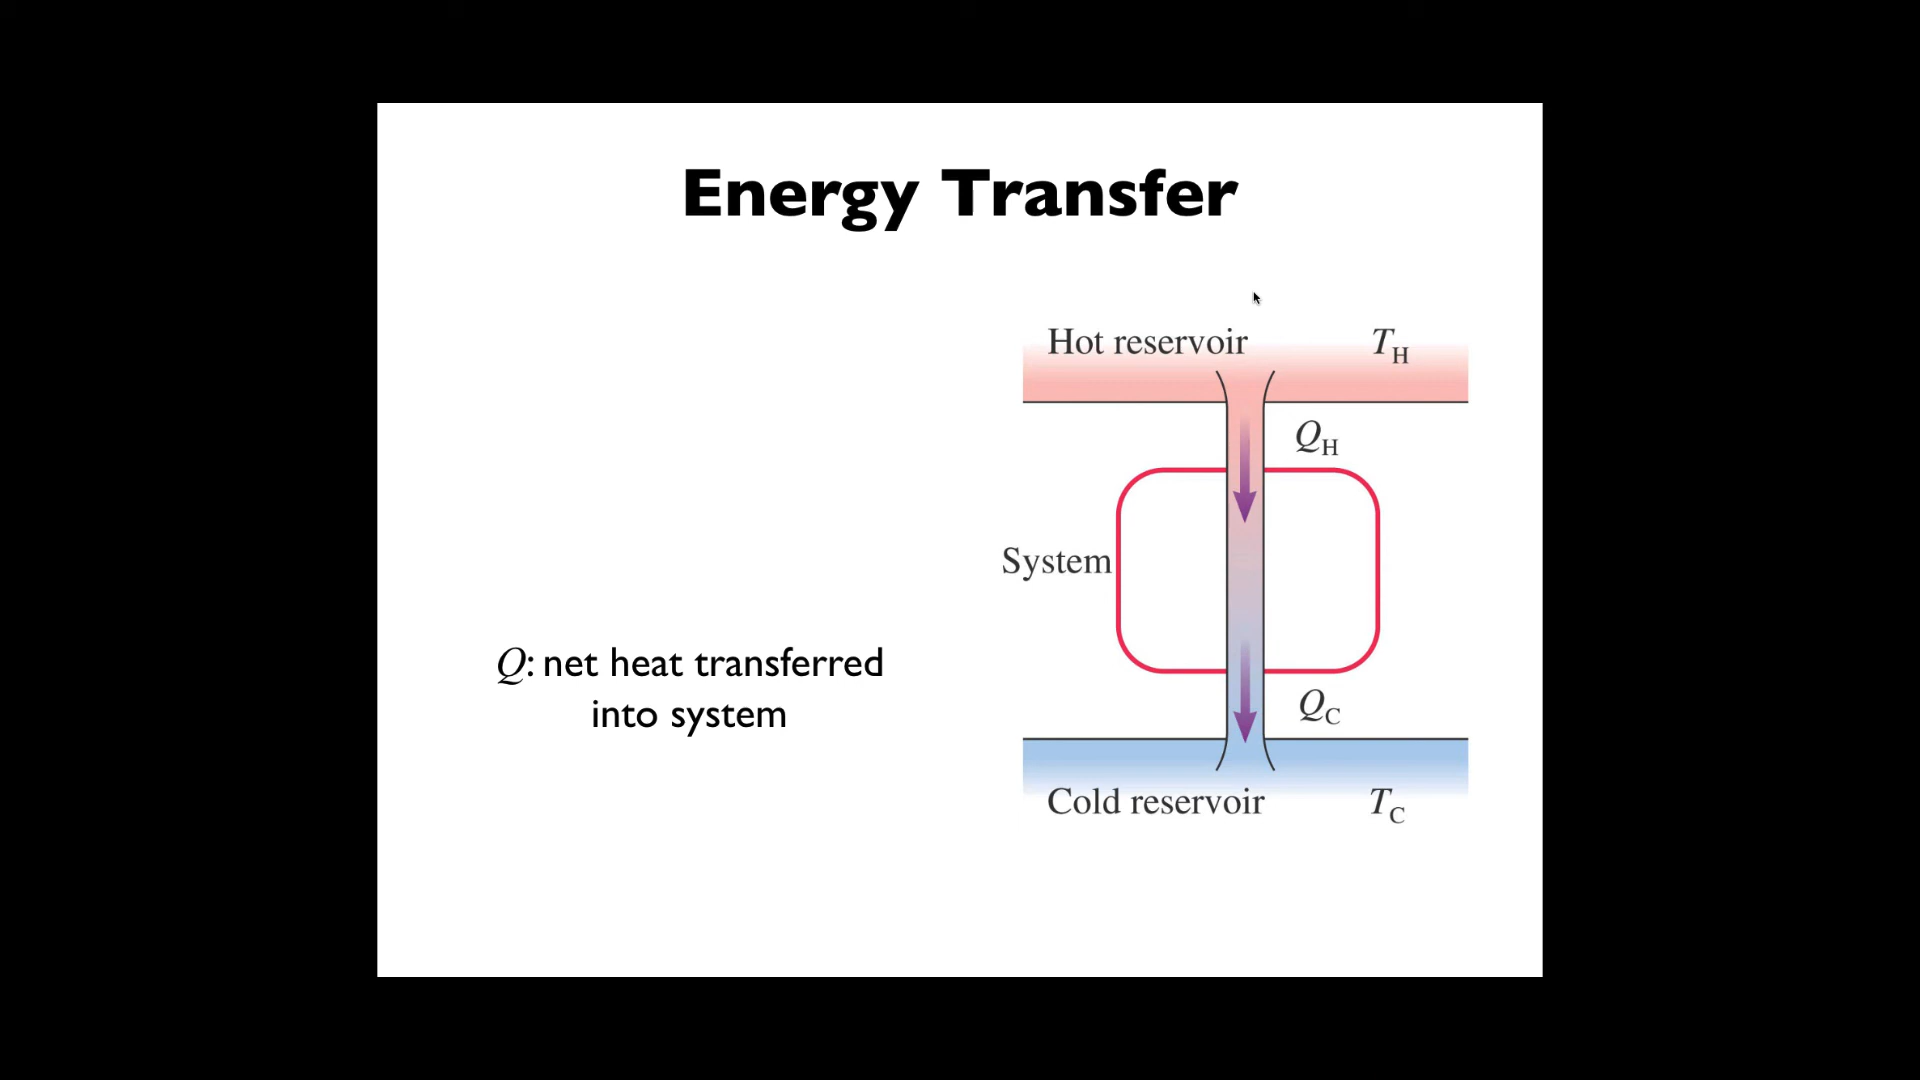 Energy Transfer
Hot reservoir T_H
Q_H
System
Q: net heat transferred
into system
Q_C
Cold reservoir T_C